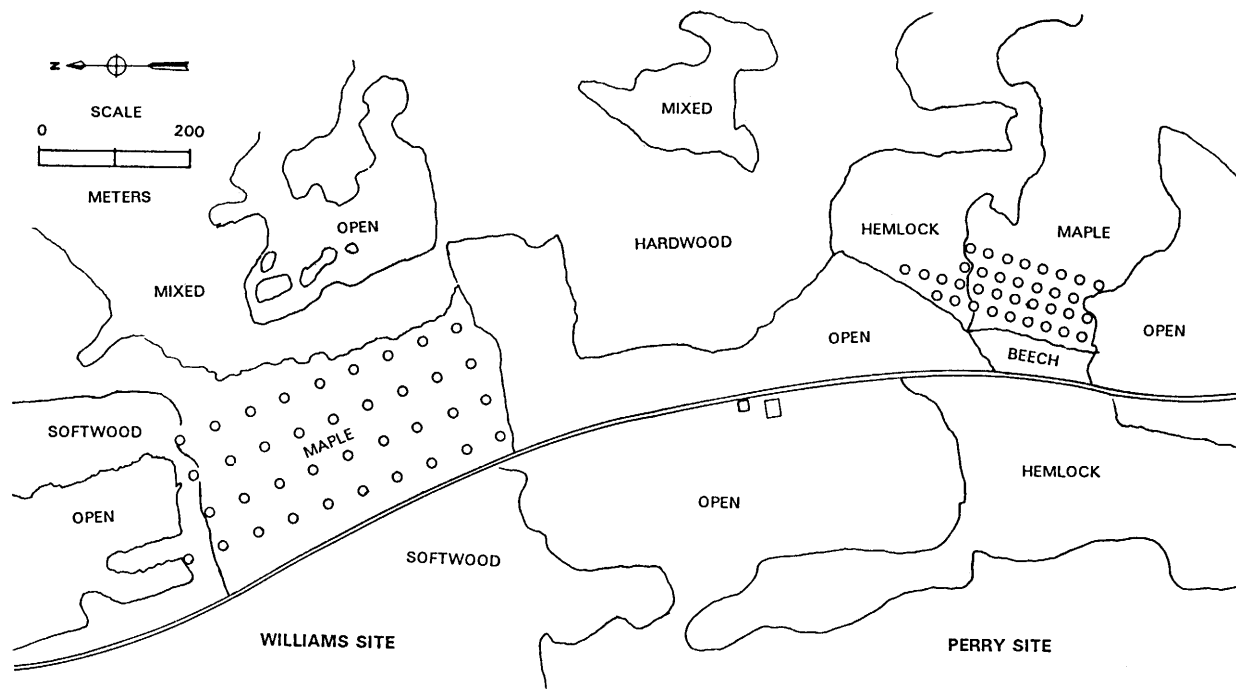 N
SCALE
0 200
METERS
MIXED
OPEN
MIXED
HARDWOOD
HEMLOCK
MAPLE
OPEN
OPEN
BEECH
SOFTWOOD
MAPLE
OPEN
OPEN
HEMLOCK
SOFTWOOD
WILLIAMS SITE
PERRY SITE